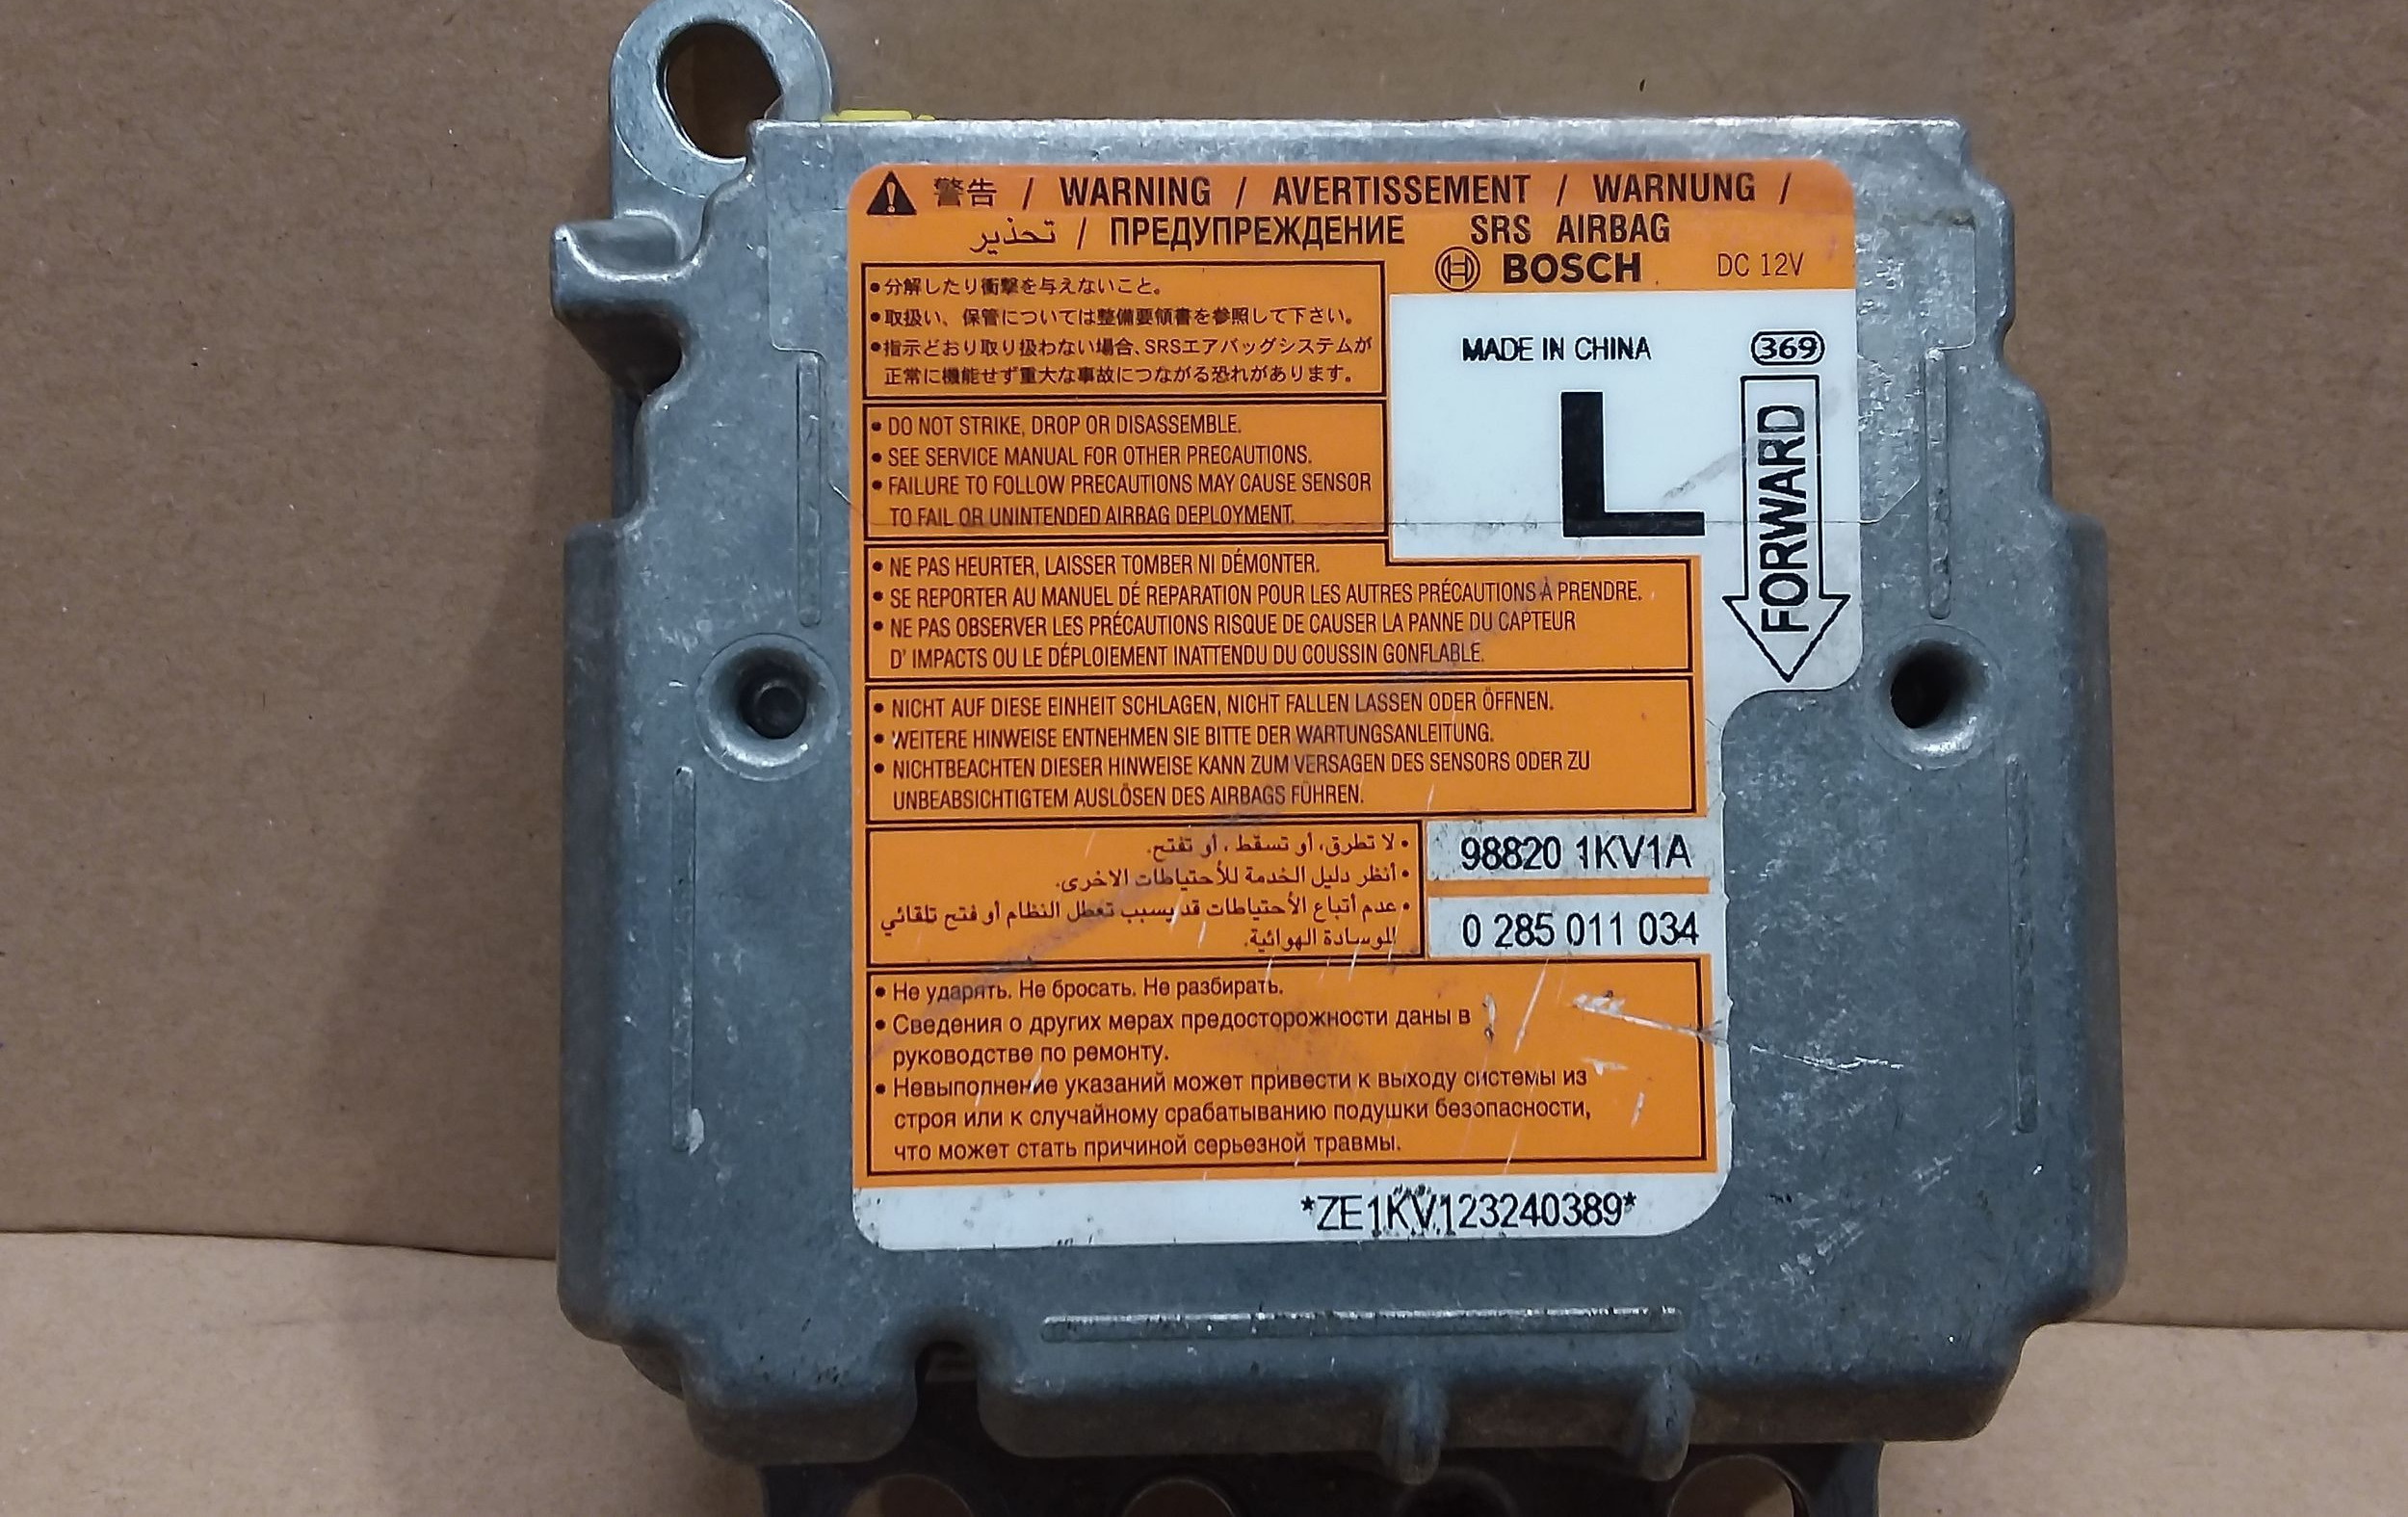 警告 / WARNING / AVERTISSEMENT / WARNUNG /
تحذير / ПРЕДУПРЕЖДЕНИЕ SRS AIRBAG
BOSCH DC 12V
●分解したり衝撃を与えないこと。
●取扱い、保管については整備要領書を参照して下さい。
●指示どおり取り扱わない場合、SRSエアバッグシステムが
正常に機能せず重大な事故につながる恐れがあります。
MADE IN CHINA
369
L
FORWARD
● DO NOT STRIKE, DROP OR DISASSEMBLE.
● SEE SERVICE MANUAL FOR OTHER PRECAUTIONS.
● FAILURE TO FOLLOW PRECAUTIONS MAY CAUSE SENSOR
TO FAIL OR UNINTENDED AIRBAG DEPLOYMENT.
● NE PAS HEURTER, LAISSER TOMBER NI DÉMONTER.
● SE REPORTER AU MANUEL DÉ REPARATION POUR LES AUTRES PRÉCAUTIONS À PRENDRE.
● NE PAS OBSERVER LES PRÉCAUTIONS RISQUE DE CAUSER LA PANNE DU CAPTEUR
D' IMPACTS OU LE DÉPLOIEMENT INATTENDU DU COUSSIN GONFLABLE.
● NICHT AUF DIESE EINHEIT SCHLAGEN, NICHT FALLEN LASSEN ODER ÖFFNEN.
● WEITERE HINWEISE ENTNEHMEN SIE BITTE DER WARTUNGSANLEITUNG.
● NICHTBEACHTEN DIESER HINWEISE KANN ZUM VERSAGEN DES SENSORS ODER ZU
UNBEABSICHTIGTEM AUSLÖSEN DES AIRBAGS FÜHREN.
• لا تطرق، أو تسقط ، أو تفتح.
• أنظر دليل الخدمة للأحتياطات الاخرى.
• عدم أتباع الأحتياطات قد يسبب تعطل النظام أو فتح تلقائي
للوسادة الهوائية.
98820 1KV1A
0 285 011 034
● Не ударять. Не бросать. Не разбирать.
● Сведения о других мерах предосторожности даны в
руководстве по ремонту.
● Невыполнение указаний может привести к выходу системы из
строя или к случайному срабатыванию подушки безопасности,
что может стать причиной серьезной травмы.
*ZE1KV123240389*